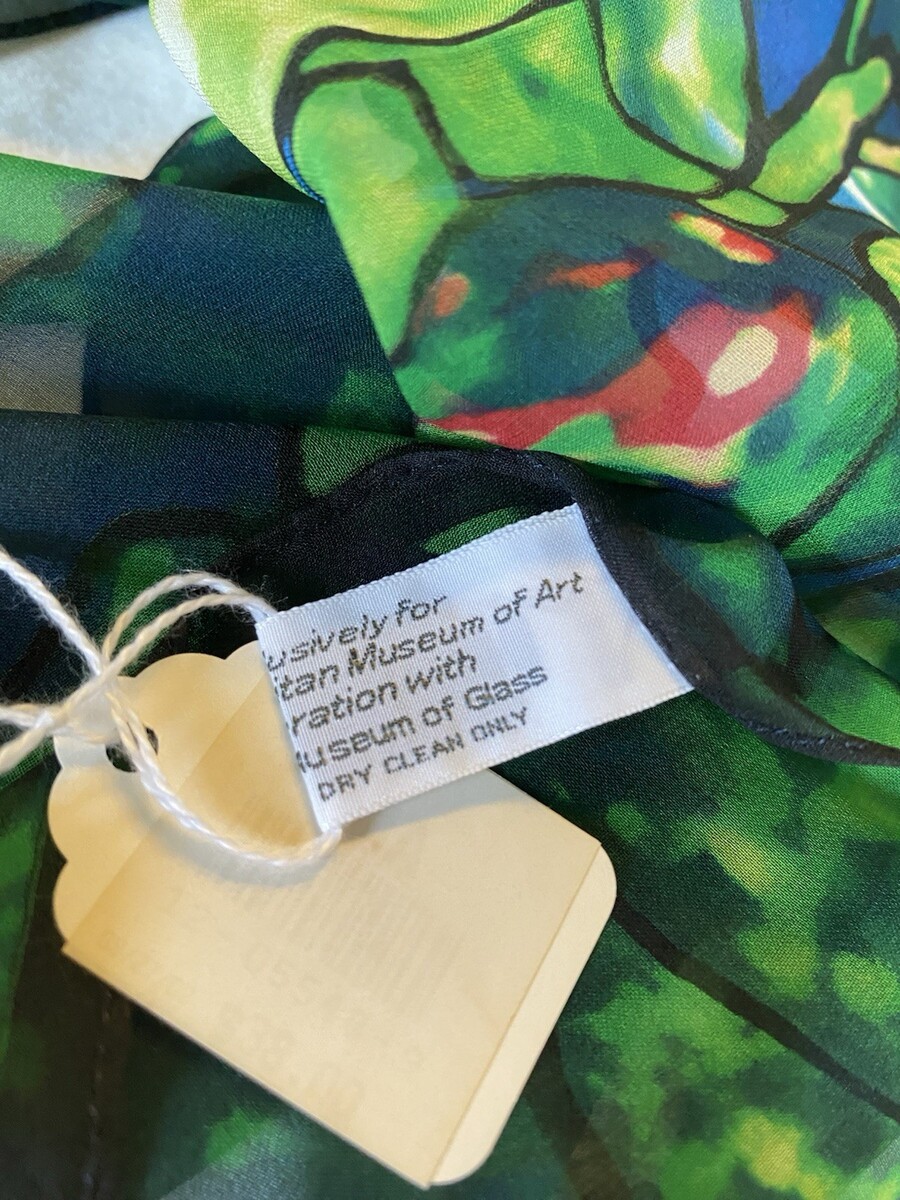 usively for
itan Museum of Art
ration with
Museum of Glass
DRY CLEAN ONLY